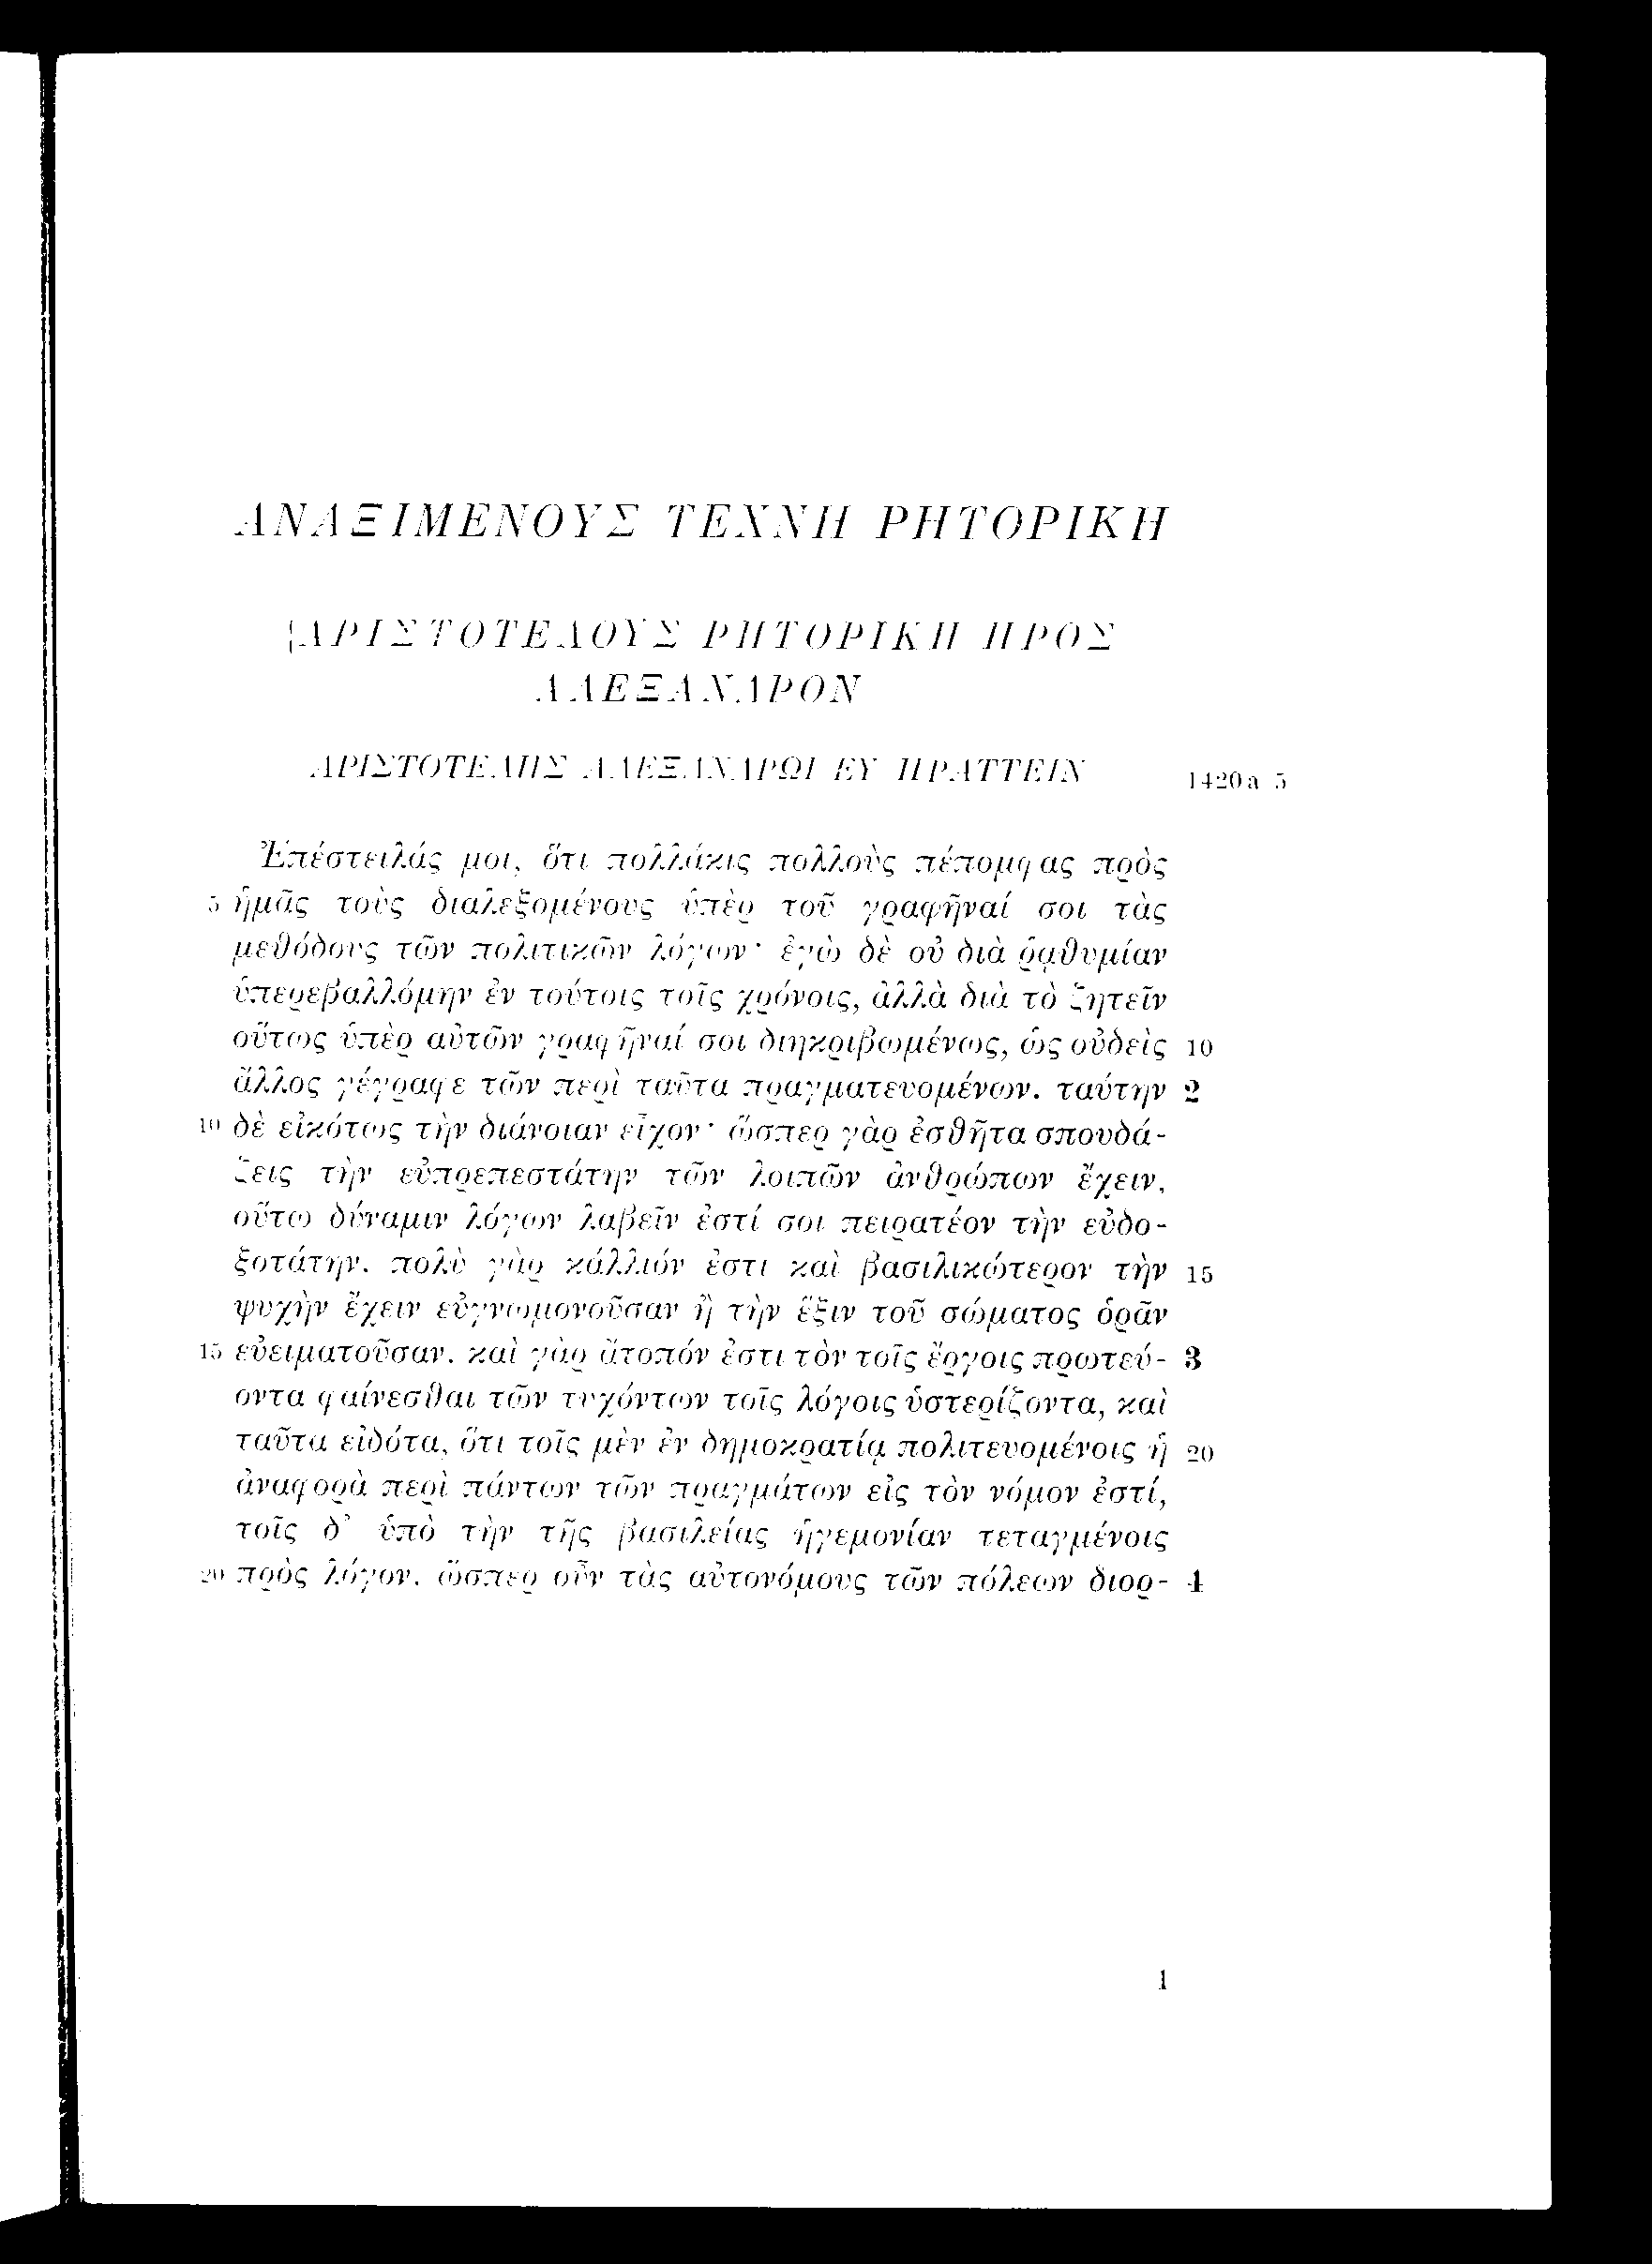 ΑΝΑΞΙΜΕΝΟΥΣ ΤΕΧΝΗ ΡΗΤΟΡΙΚΗ
[ΑΡΙΣΤΟΤΕΛΟΥΣ ΡΗΤΟΡΙΚΗ ΠΡΟΣ
ΑΛΕΞΑΝΔΡΟΝ
ΑΡΙΣΤΟΤΕΛΗΣ ΑΛΕΞΑΝΔΡΩΙ ΕΥ ΠΡΑΤΤΕΙΝ 1420a 5
Ἐπέστειλάς μοι, ὅτι πολλάκις πολλοὺς πέπομφας πρὸς
5 ἡμᾶς τοὺς διαλεξομένους ὑπὲρ τοῦ γραφῆναί σοι τὰς
μεθόδους τῶν πολιτικῶν λόγων· ἐγὼ δὲ οὐ διὰ ῥᾳθυμίαν
ὑπερεβαλλόμην ἐν τούτοις τοῖς χρόνοις, ἀλλὰ διὰ τὸ ζητεῖν
οὕτως ὑπὲρ αὐτῶν γραφῆναί σοι διηκριβωμένως, ὡς οὐδεὶς 10
ἄλλος γέγραφε τῶν περὶ ταῦτα πραγματευομένων. ταύτην 2
10 δὲ εἰκότως τὴν διάνοιαν εἶχον· ὥσπερ γὰρ ἐσθῆτα σπουδά-
ζεις τὴν εὐπρεπεστάτην τῶν λοιπῶν ἀνθρώπων ἔχειν,
οὕτω δύναμιν λόγων λαβεῖν ἐστί σοι πειρατέον τὴν εὐδο-
ξοτάτην. πολὺ γὰρ κάλλιόν ἐστι καὶ βασιλικώτερον τὴν 15
ψυχὴν ἔχειν εὐγνωμονοῦσαν ἢ τὴν ἕξιν τοῦ σώματος ὁρᾶν
15 εὐειματοῦσαν. καὶ γὰρ ἄτοπόν ἐστι τὸν τοῖς ἔργοις πρωτεύ- 3
οντα φαίνεσθαι τῶν τυχόντων τοῖς λόγοις ὑστερίζοντα, καὶ
ταῦτα εἰδότα, ὅτι τοῖς μὲν ἐν δημοκρατίᾳ πολιτευομένοις ἡ 20
ἀναφορὰ περὶ πάντων τῶν πραγμάτων εἰς τὸν νόμον ἐστί,
τοῖς δ’ ὑπὸ τὴν τῆς βασιλείας ἡγεμονίαν τεταγμένοις
20 πρὸς λόγον. ὥσπερ οὖν τὰς αὐτονόμους τῶν πόλεων διορ- 4
1